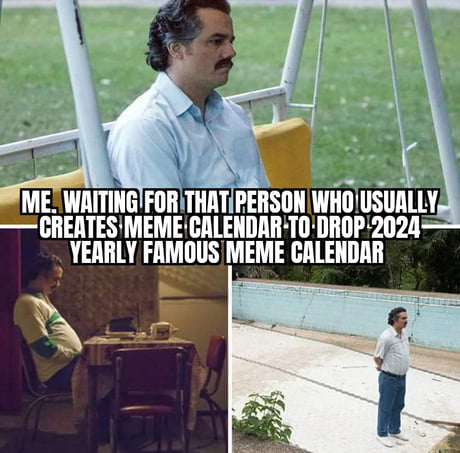 ME. WAITING FOR THAT PERSON WHO USUALLY
CREATES MEME CALENDAR TO DROP 2024
YEARLY FAMOUS MEME CALENDAR